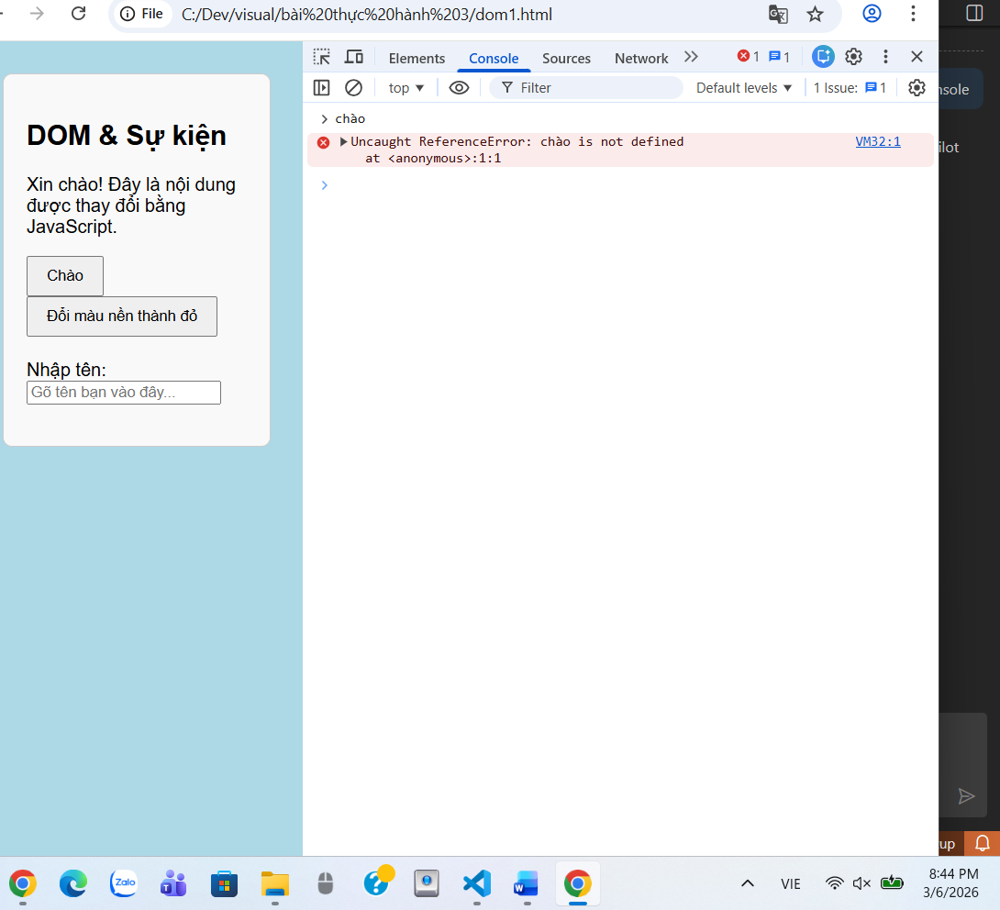 File C:/Dev/visual/bài%20thực%20hành%203/dom1.html
Elements Console Sources Network 1 1
top Filter Default levels 1 Issue: 1
nsole
chào
Uncaught ReferenceError: chào is not defined VM32:1
at <anonymous>:1:1
ilot
DOM & Sự kiện
Xin chào! Đây là nội dung
được thay đổi bằng
JavaScript.
Chào
Đổi màu nền thành đỏ
Nhập tên:
Gõ tên bạn vào đây...
up
Zalo
T
W
VIE
8:44 PM
3/6/2026